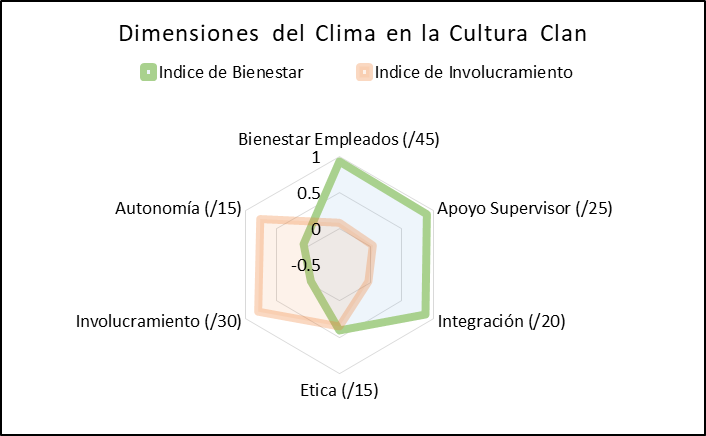 Dimensiones del Clima en la Cultura Clan
Indice de Bienestar
Indice de Involucramiento
Bienestar Empleados (/45)
1
0.5
0
-0.5
Autonomía (/15)
Apoyo Supervisor (/25)
Involucramiento (/30)
Integración (/20)
Etica (/15)